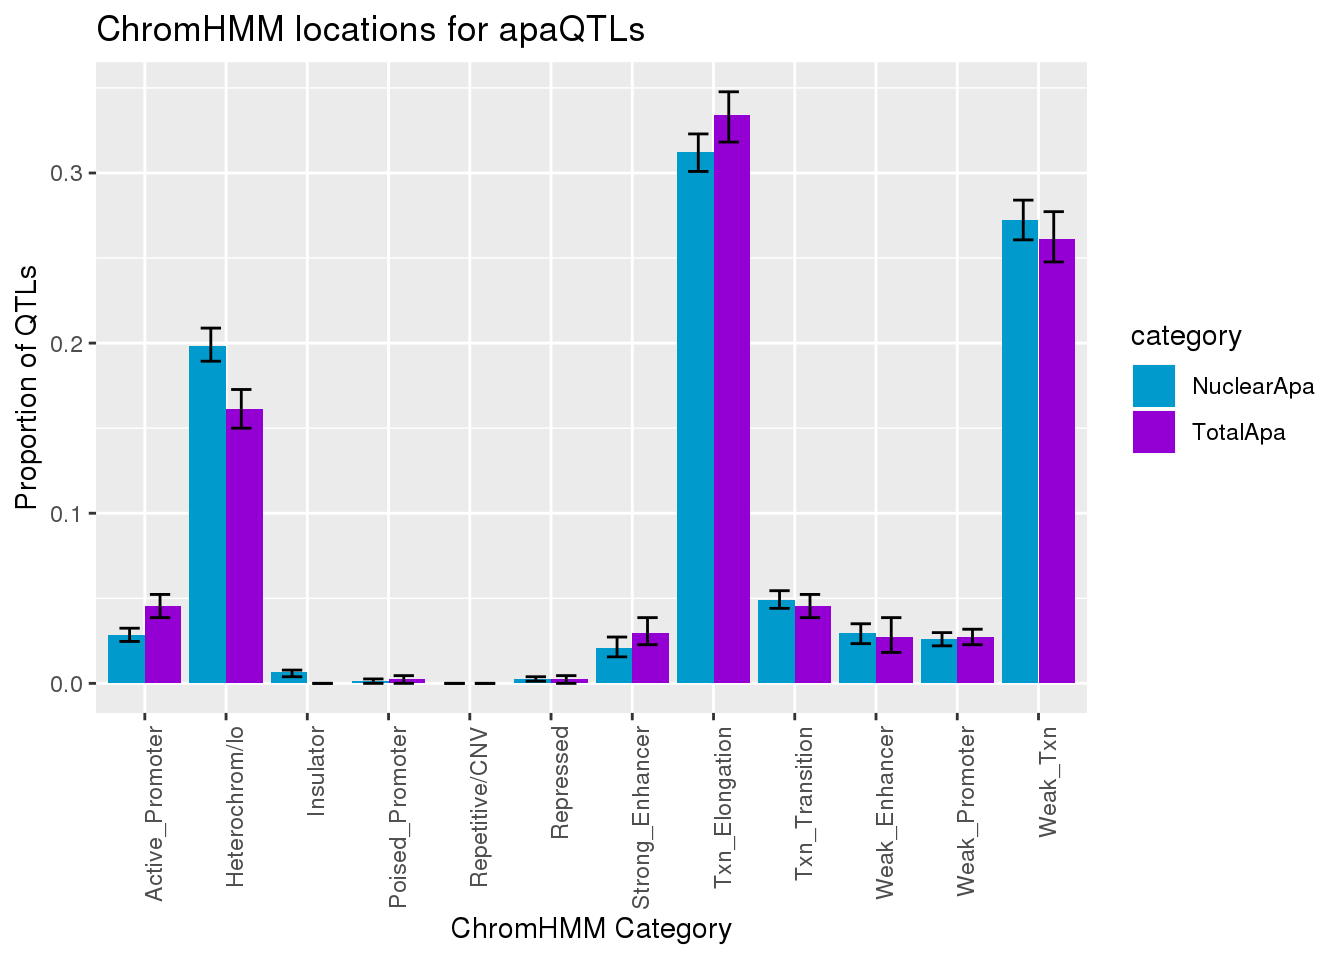 ChromHMM locations for apaQTLs
Proportion of QTLs
0.3
0.2
0.1
0.0
Active_Promoter
Heterochrom/lo
Insulator
Poised_Promoter
Repetitive/CNV
Repressed
Strong_Enhancer
Txn_Elongation
Txn_Transition
Weak_Enhancer
Weak_Promoter
Weak_Txn
ChromHMM Category
category
NuclearApa
TotalApa